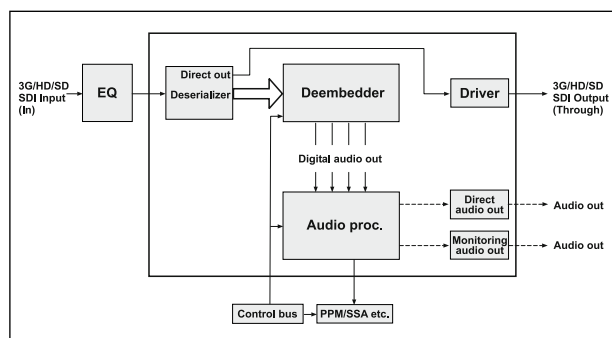 3G/HD/SD
SDI Input
(In)
EQ
Direct out
Deserializer
Deembedder
Driver
3G/HD/SD
SDI Output
(Through)
Digital audio out
Audio proc.
Direct
audio out
Audio out
Monitoring
audio out
Audio out
Control bus
PPM/SSA etc.